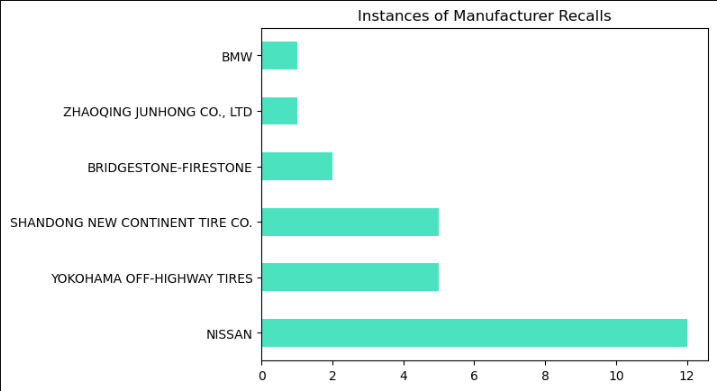 Instances of Manufacturer Recalls
BMW
ZHAOQING JUNHONG CO., LTD
BRIDGESTONE-FIRESTONE
SHANDONG NEW CONTINENT TIRE CO.
YOKOHAMA OFF-HIGHWAY TIRES
NISSAN
0 2 4 6 8 10 12